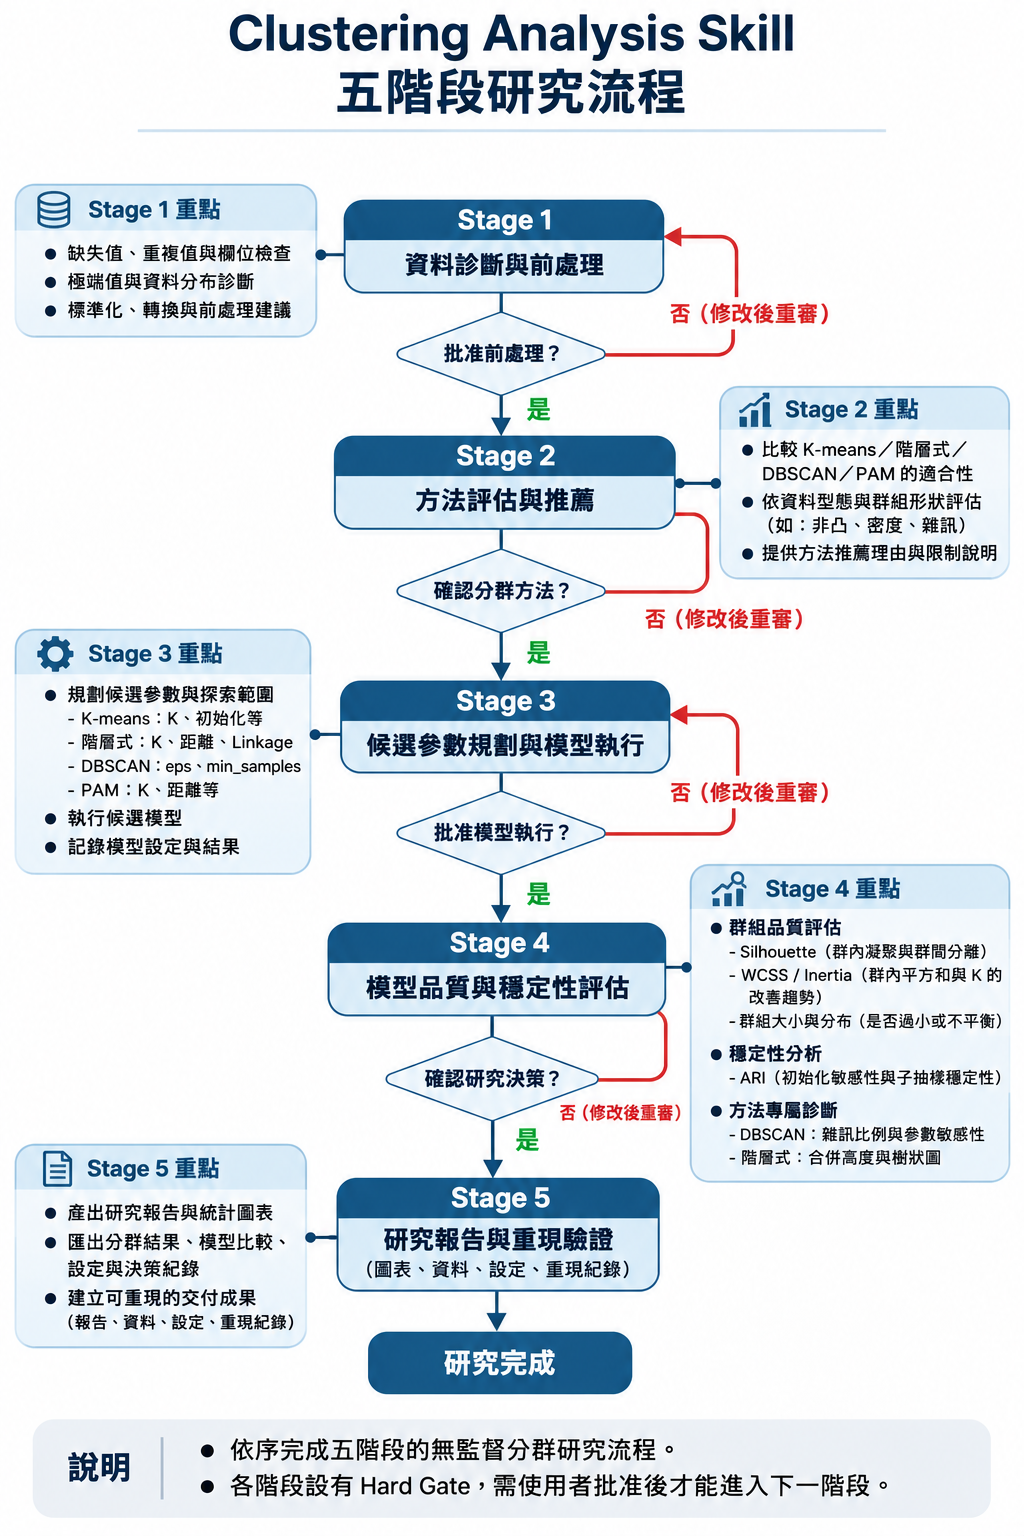 Clustering Analysis Skill
五階段研究流程
Stage 1 重點
缺失值、重複值與欄位檢查
極端值與資料分布診斷
標準化、轉換與前處理建議
Stage 1
資料診斷與前處理
否（修改後重審）
批准前處理？
是
Stage 2
方法評估與推薦
Stage 2 重點
比較 K-means／階層式／
DBSCAN／PAM 的適合性
依資料型態與群組形狀評估
（如：非凸、密度、雜訊）
提供方法推薦理由與限制說明
確認分群方法？
否（修改後重審）
是
Stage 3 重點
規劃候選參數與探索範圍
- K-means：K、初始化等
- 階層式：K、距離、Linkage
- DBSCAN：eps、min_samples
- PAM：K、距離等
執行候選模型
記錄模型設定與結果
Stage 3
候選參數規劃與模型執行
否（修改後重審）
批准模型執行？
是
Stage 4
模型品質與穩定性評估
Stage 4 重點
群組品質評估
- Silhouette（群內凝聚與群間分離）
- WCSS / Inertia（群內平方和與 K 的
改善趨勢）
- 群組大小與分布（是否過小或不平衡）
穩定性分析
- ARI（初始化敏感性與子抽樣穩定性）
方法專屬診斷
- DBSCAN：雜訊比例與參數敏感性
- 階層式：合併高度與樹狀圖
確認研究決策？
否（修改後重審）
是
Stage 5 重點
產出研究報告與統計圖表
匯出分群結果、模型比較、
設定與決策紀錄
建立可重現的交付成果
（報告、資料、設定、重現紀錄）
Stage 5
研究報告與重現驗證
（圖表、資料、設定、重現紀錄）
研究完成
說明
依序完成五階段的無監督分群研究流程。
各階段設有 Hard Gate，需使用者批准後才能進入下一階段。